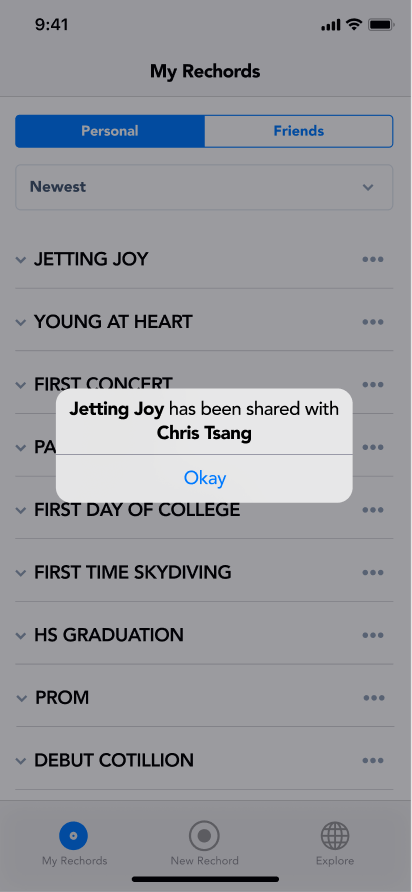 9:41
My Rechords
Personal
Friends
Newest
JETTING JOY
YOUNG AT HEART
FIRST CONCERT
Jetting Joy has been shared with
Chris Tsang
PA
Okay
FIRST DAY OF COLLEGE
FIRST TIME SKYDIVING
HS GRADUATION
PROM
DEBUT COTILLION
My Rechords
New Rechord
Explore